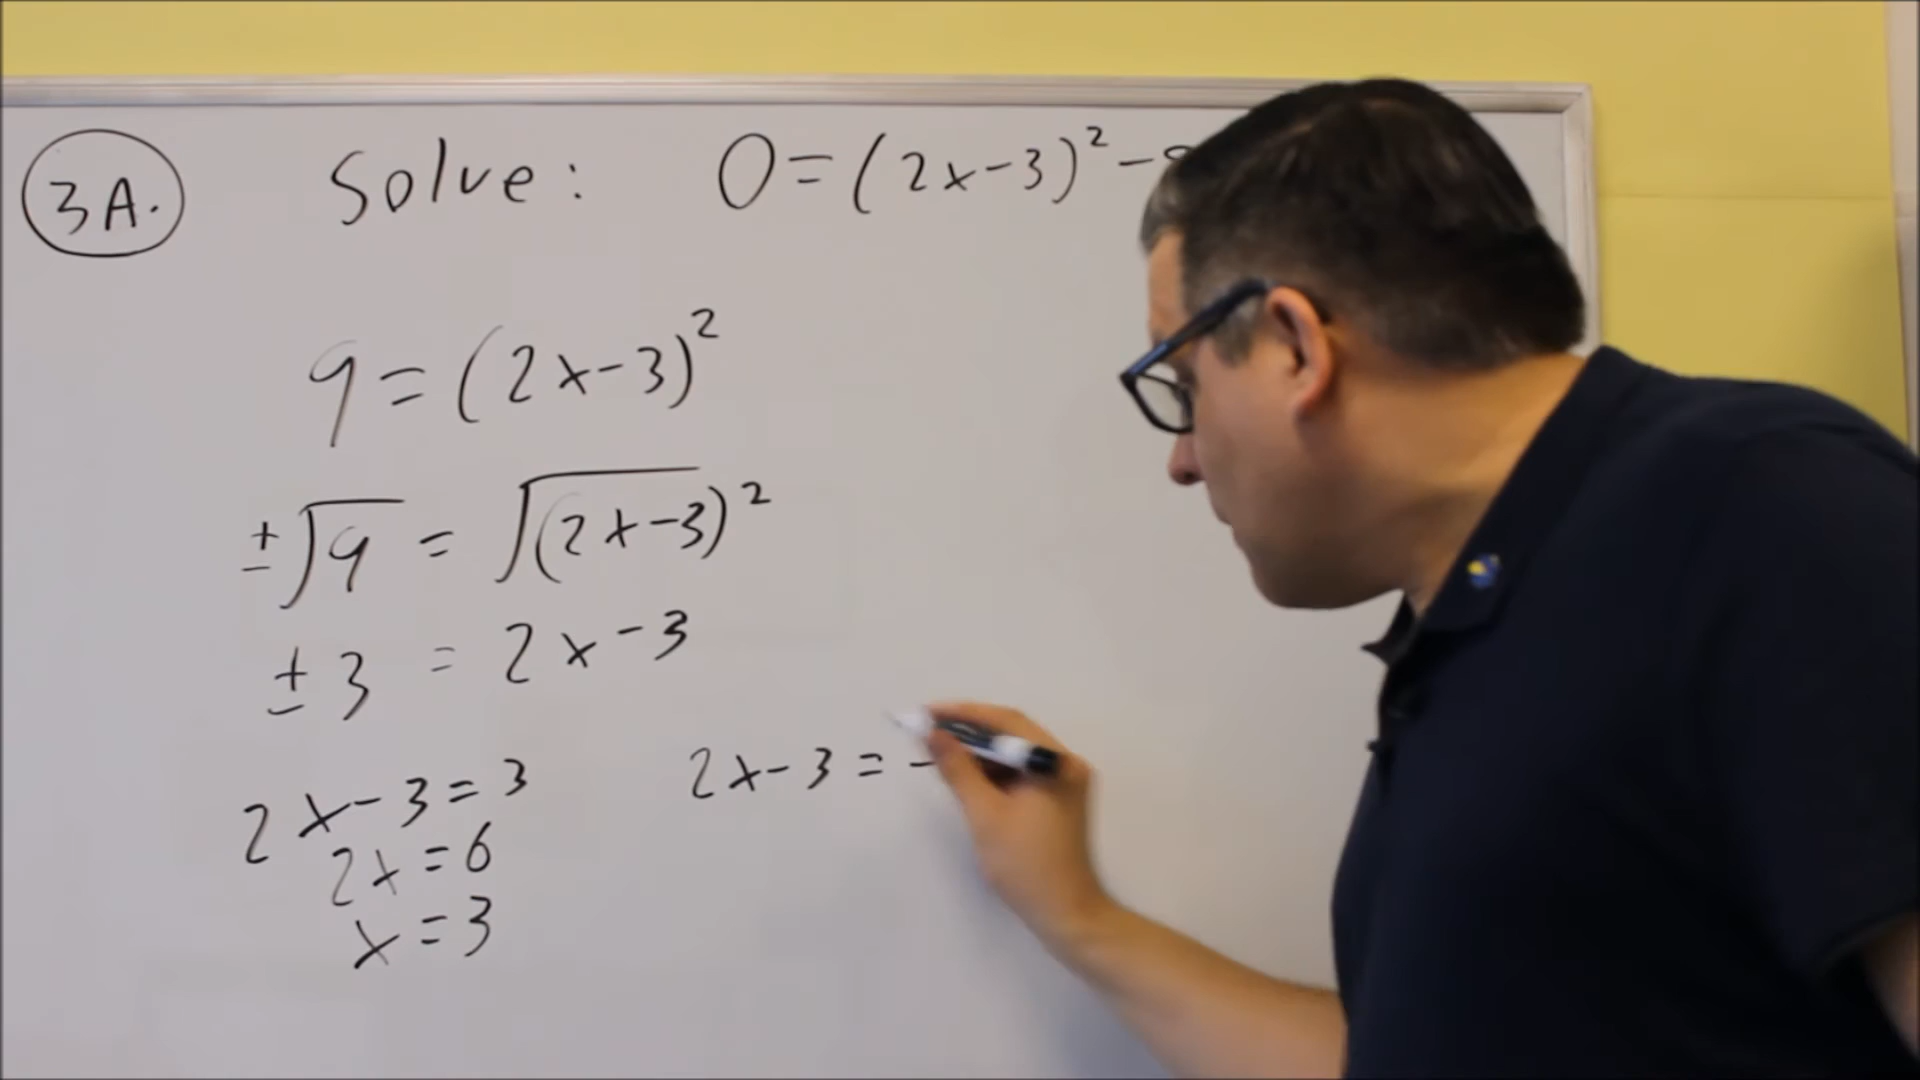 3A. Solve: 0 = (2x-3)² -
9 = (2x-3)²
±√9 = √(2x-3)²
±3 = 2x-3
2x-3=3 2x-3 = -
2x = 6
x = 3